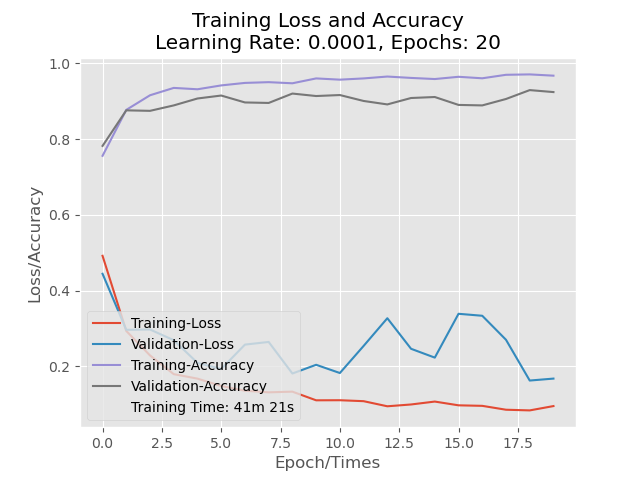 Training Loss and Accuracy
Learning Rate: 0.0001, Epochs: 20
Loss/Accuracy
1.0
0.8
0.6
0.4
0.2
Training-Loss
Validation-Loss
Training-Accuracy
Validation-Accuracy
Training Time: 41m 21s
0.0 2.5 5.0 7.5 10.0 12.5 15.0 17.5
Epoch/Times